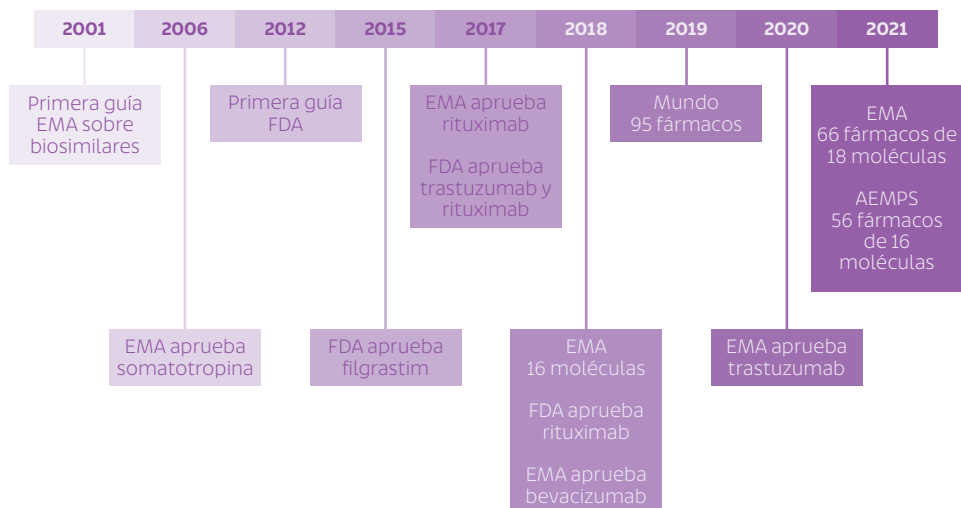 2001 2006 2012 2015 2017 2018 2019 2020 2021
Primera guía
EMA sobre
biosimilares
Primera guía
FDA
EMA aprueba
rituximab
FDA aprueba
trastuzumab y
rituximab
Mundo
95 fármacos
EMA
66 fármacos de
18 moléculas
AEMPS
56 fármacos
de 16
moléculas
EMA aprueba
somatotropina
FDA aprueba
filgrastim
EMA
16 moléculas
FDA aprueba
rituximab
EMA aprueba
bevacizumab
EMA aprueba
trastuzumab